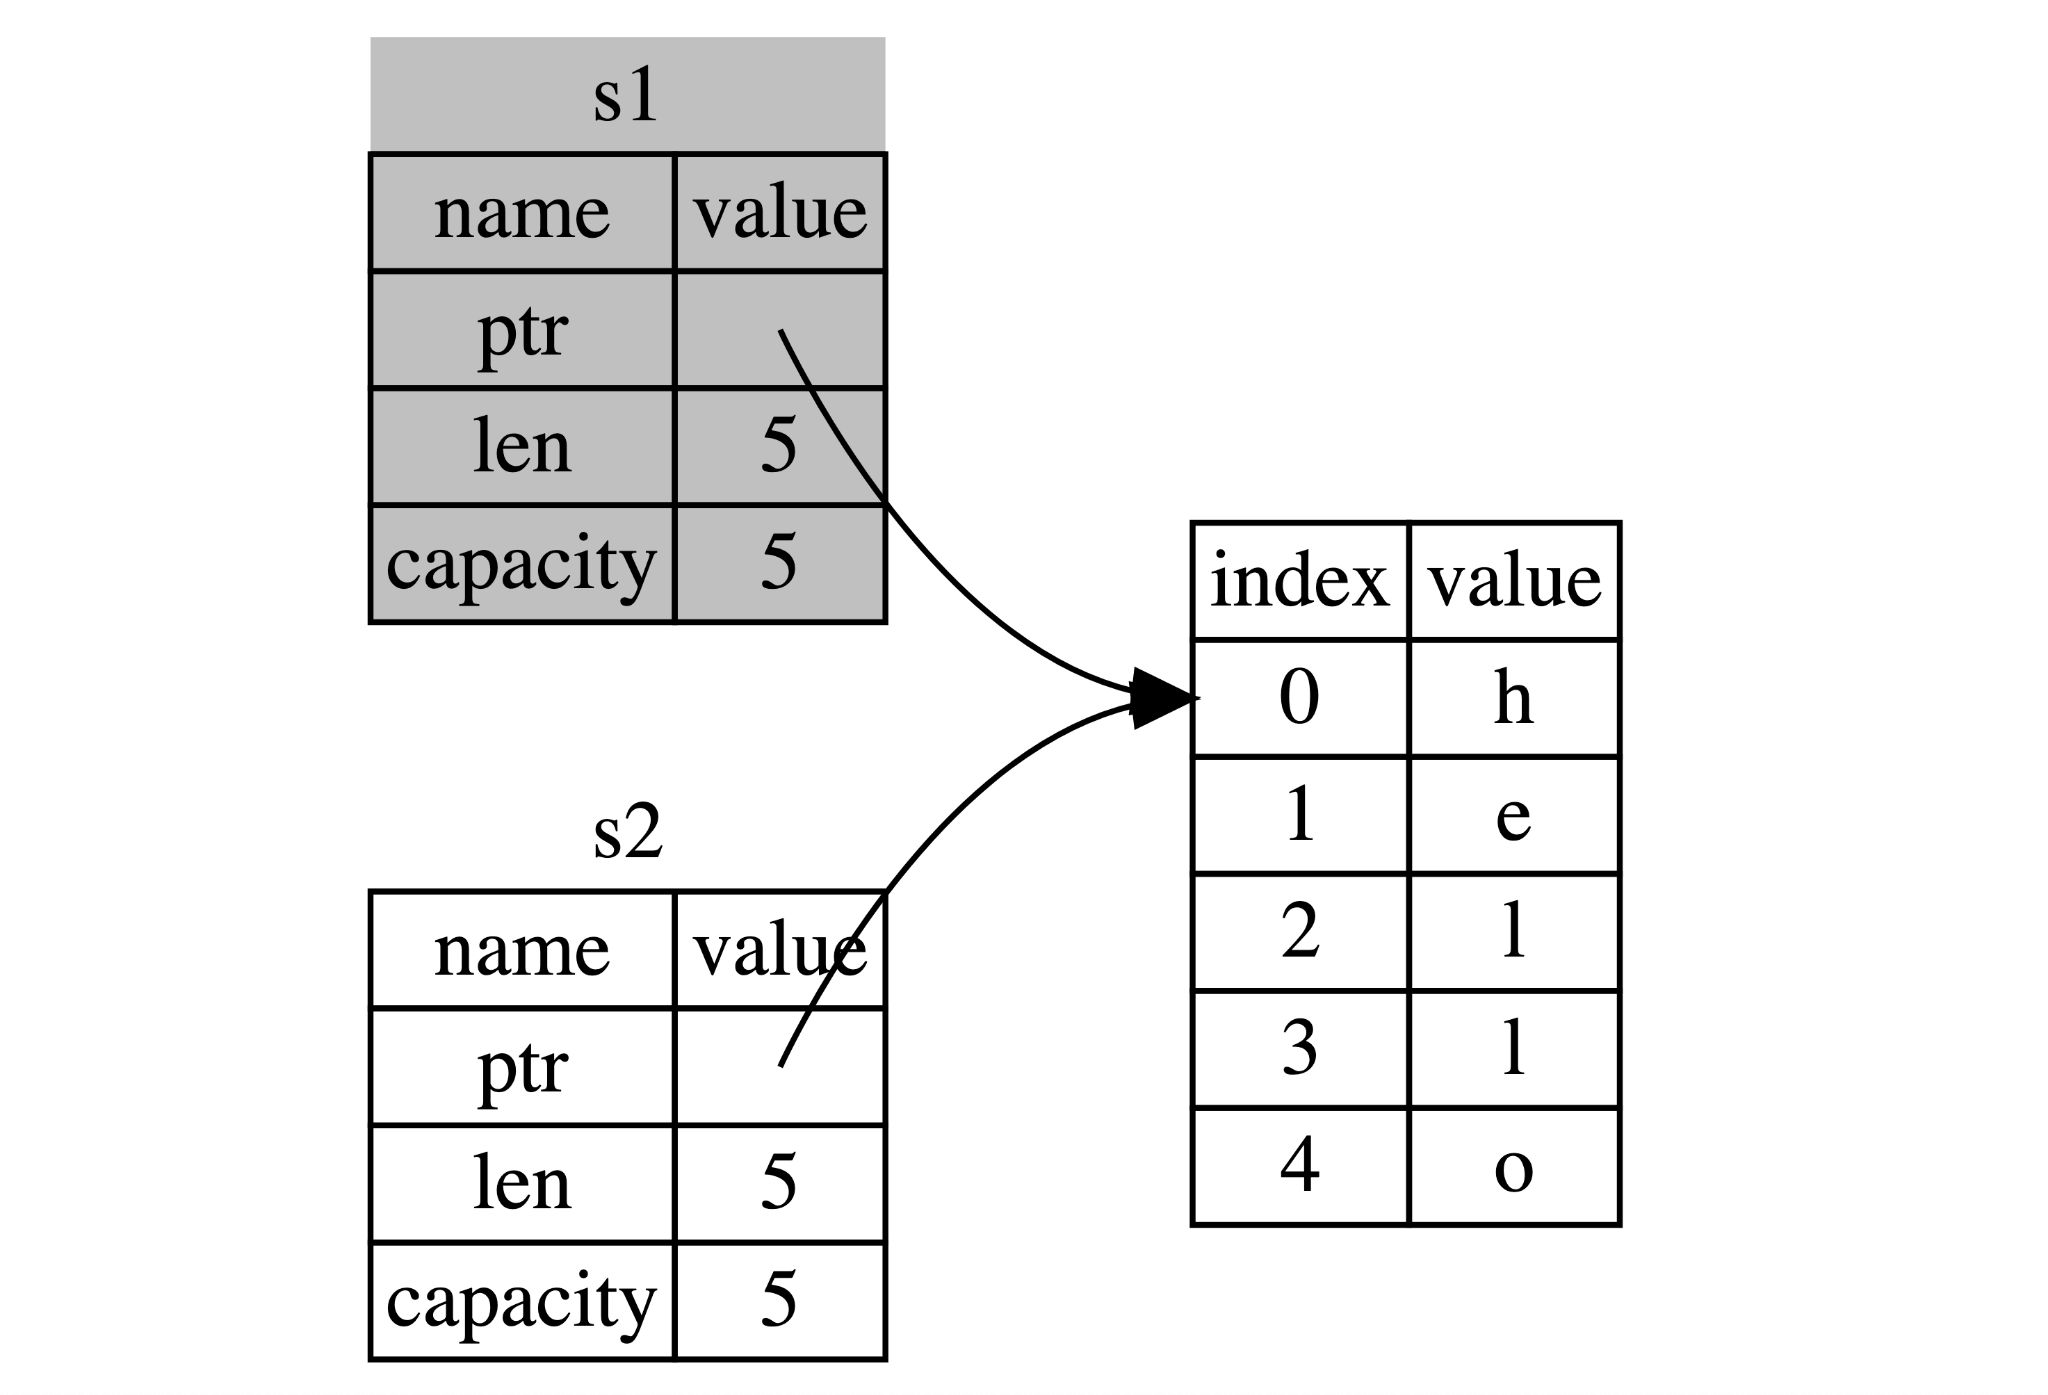 s1
name value
ptr
len 5
capacity 5
s2
name value
ptr
len 5
capacity 5
index value
0 h
1 e
2 l
3 l
4 o